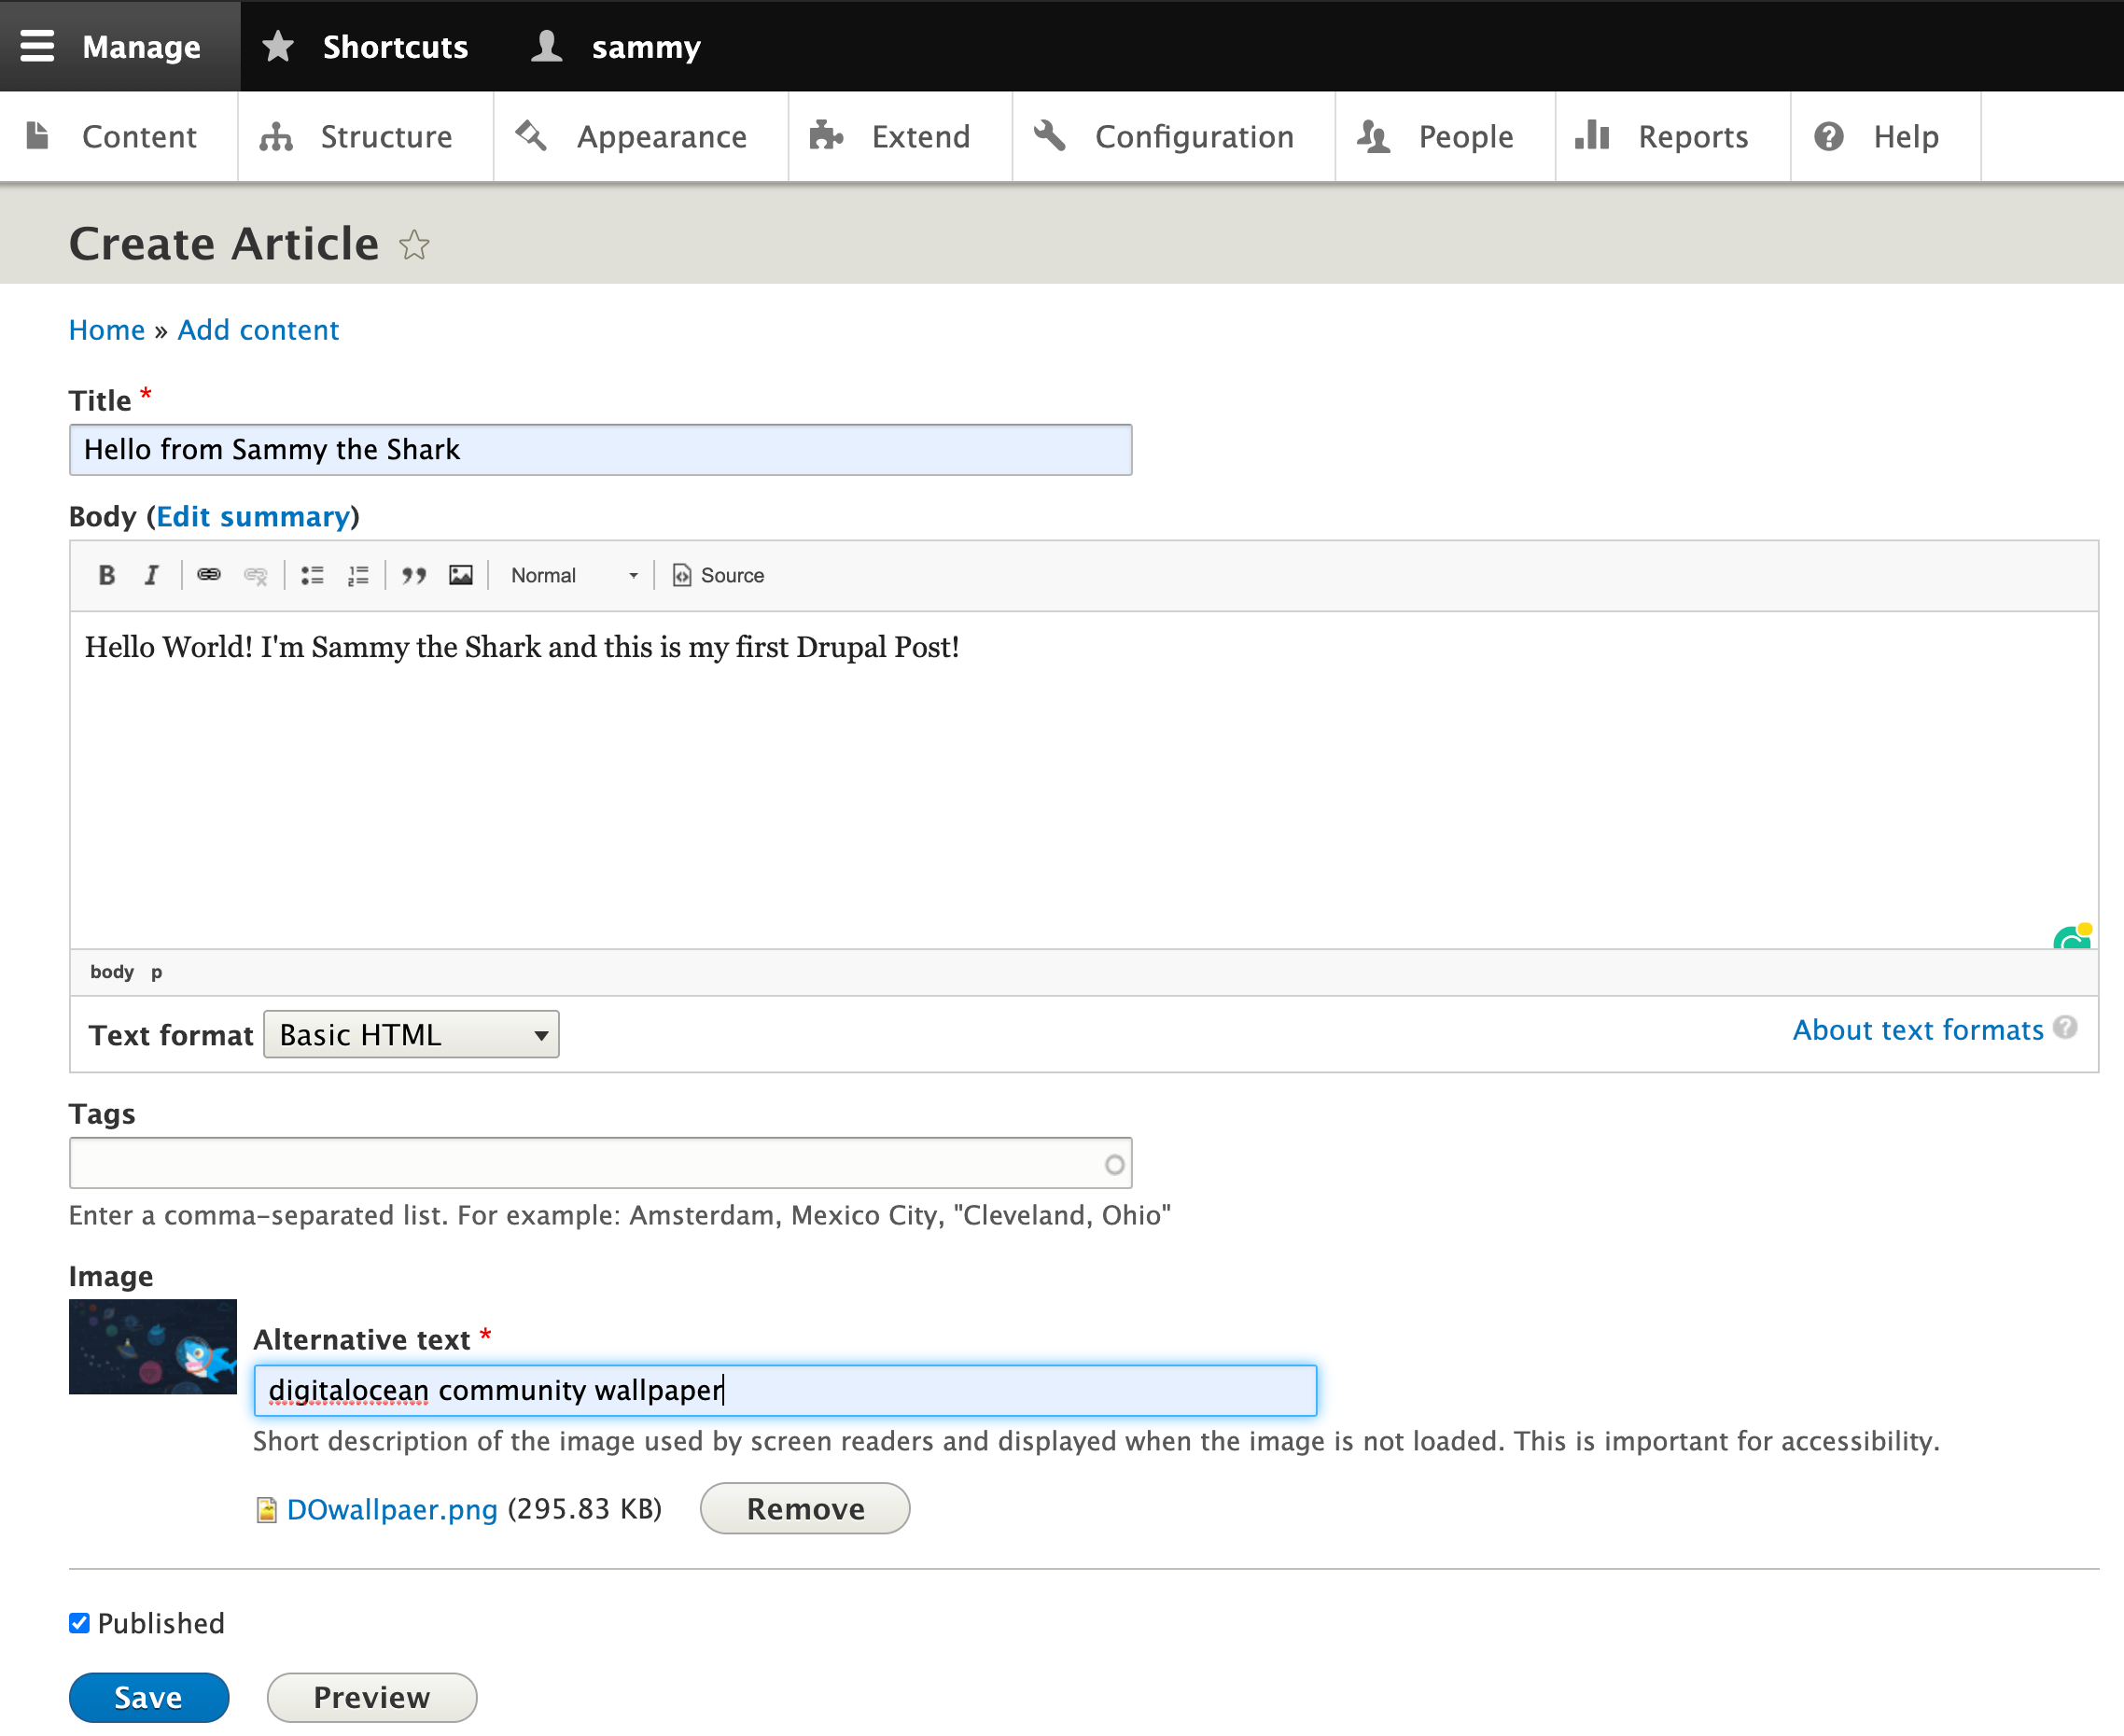 Manage Shortcuts sammy
Content Structure Appearance Extend Configuration People Reports Help
Create Article
Home » Add content
Title *
Hello from Sammy the Shark
Body (Edit summary)
B I Normal Source
Hello World! I'm Sammy the Shark and this is my first Drupal Post!
body p
Text format Basic HTML About text formats ?
Tags
Enter a comma-separated list. For example: Amsterdam, Mexico City, "Cleveland, Ohio"
Image
Alternative text *
digitalocean community wallpaper
Short description of the image used by screen readers and displayed when the image is not loaded. This is important for accessibility.
DOwallpaer.png (295.83 KB) Remove
Published
Save Preview